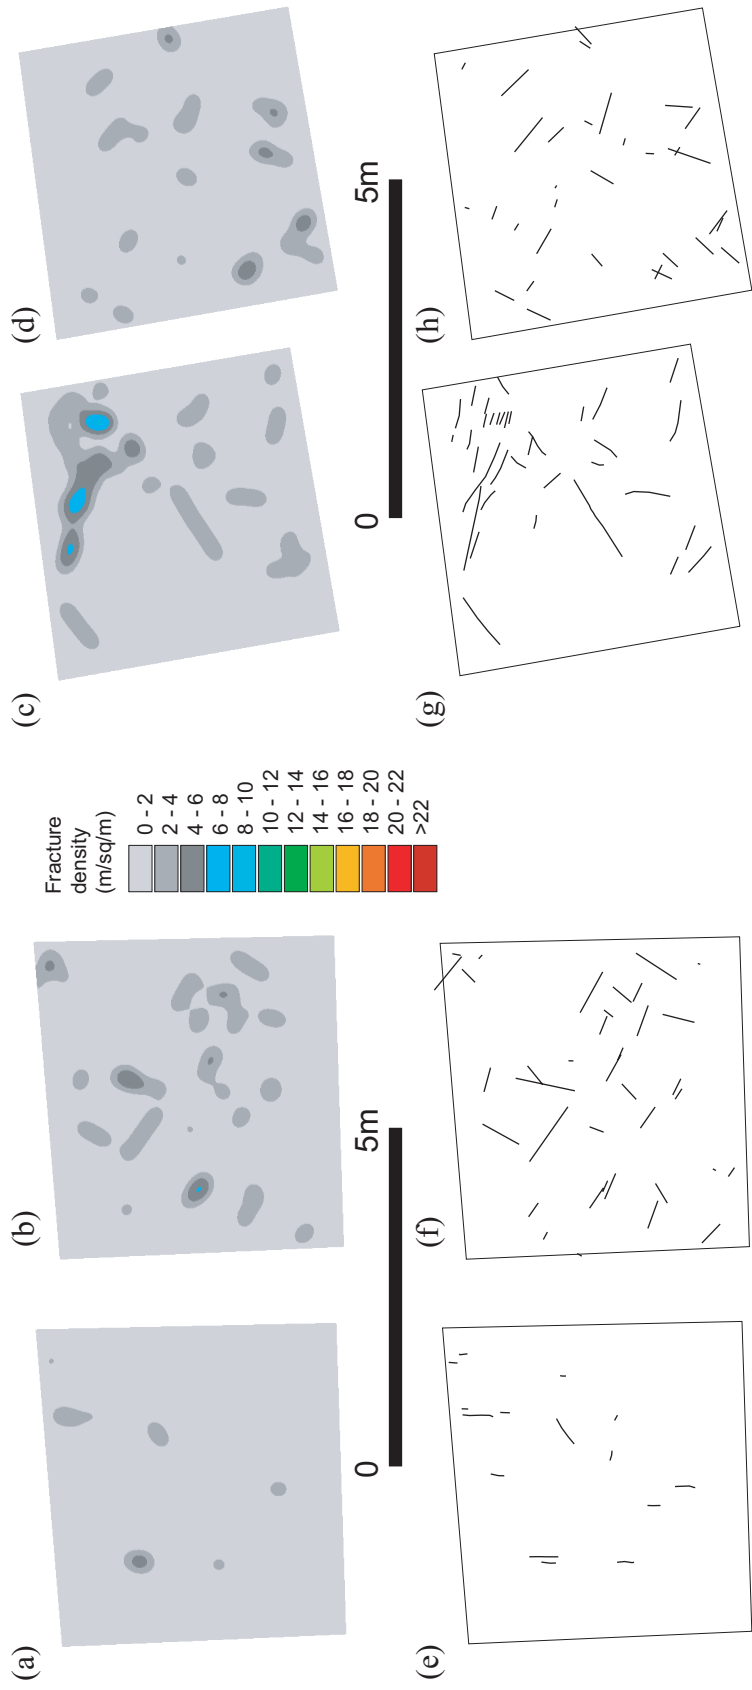 (a)
(b)
(c)
(d)
Fracture
density
(m/sq/m)
0 - 2
2 - 4
4 - 6
6 - 8
8 - 10
10 - 12
12 - 14
14 - 16
16 - 18
18 - 20
20 - 22
>22
0
5m
0
5m
(e)
(f)
(g)
(h)